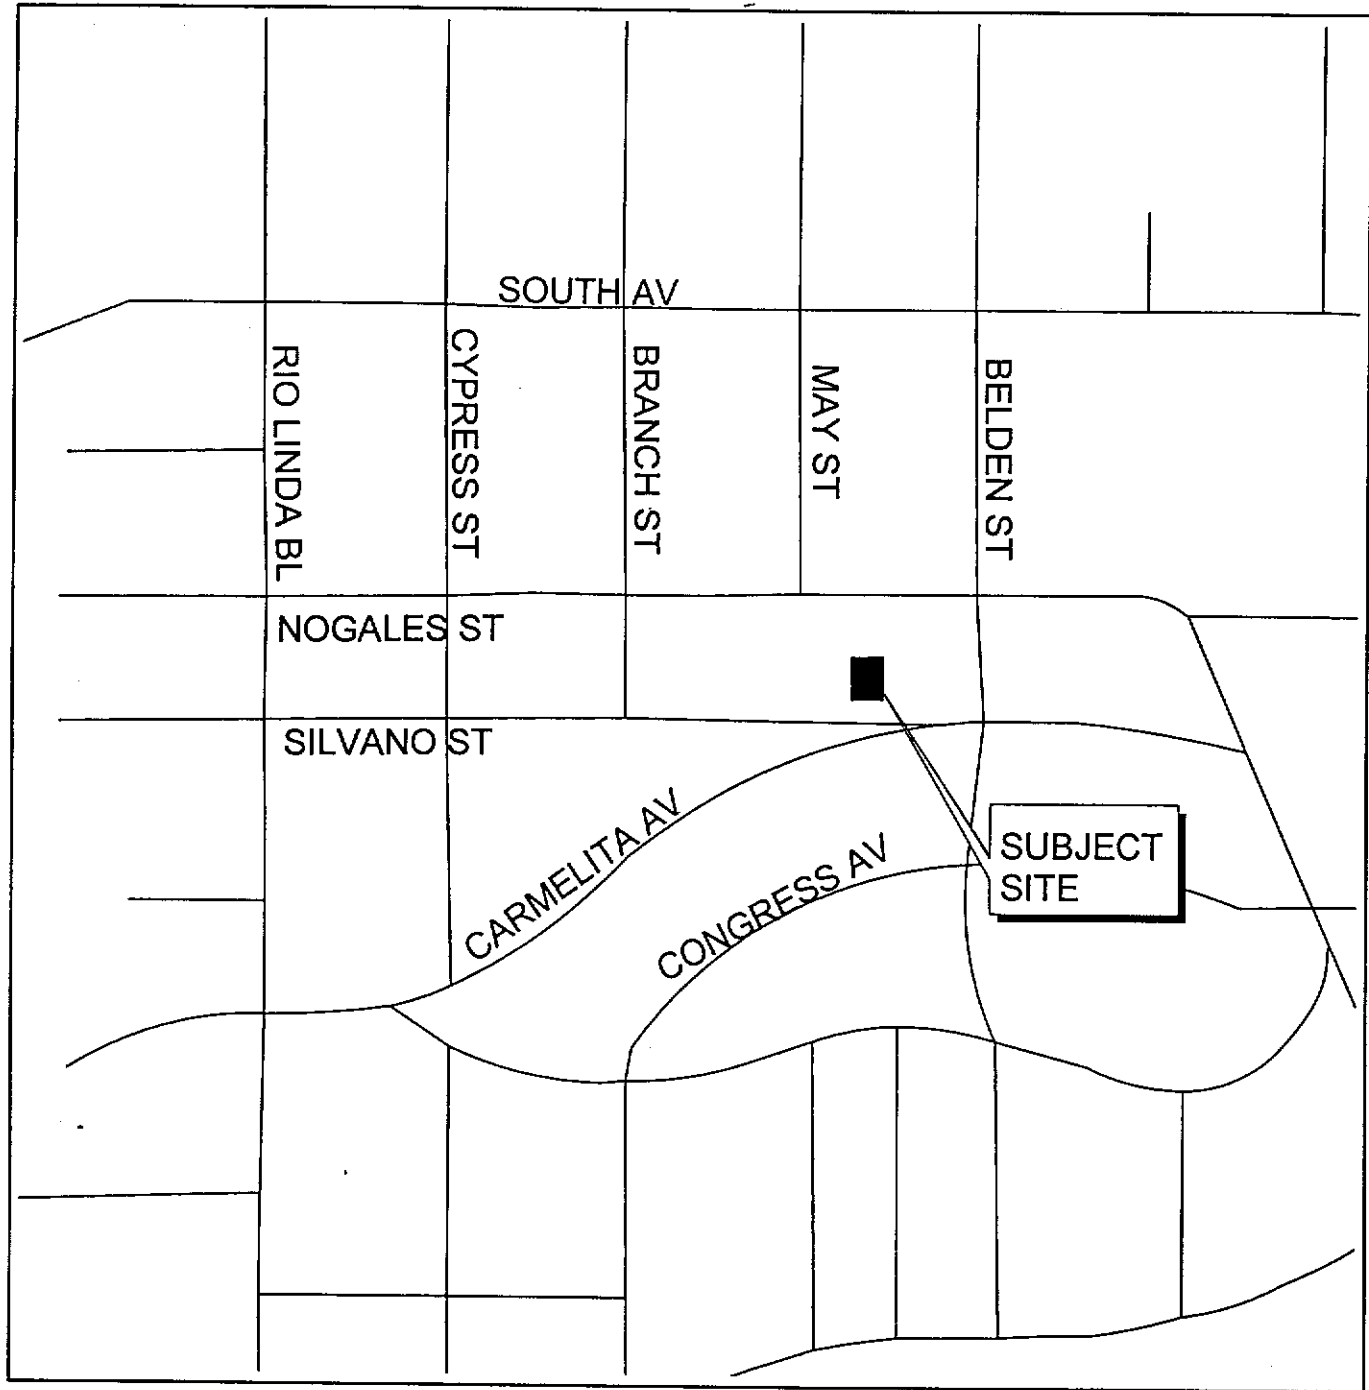 SOUTH AV
RIO LINDA BL
CYPRESS ST
BRANCH ST
MAY ST
BELDEN ST
NOGALES ST
SILVANO ST
CARMELITA AV
CONGRESS AV
SUBJECT
SITE